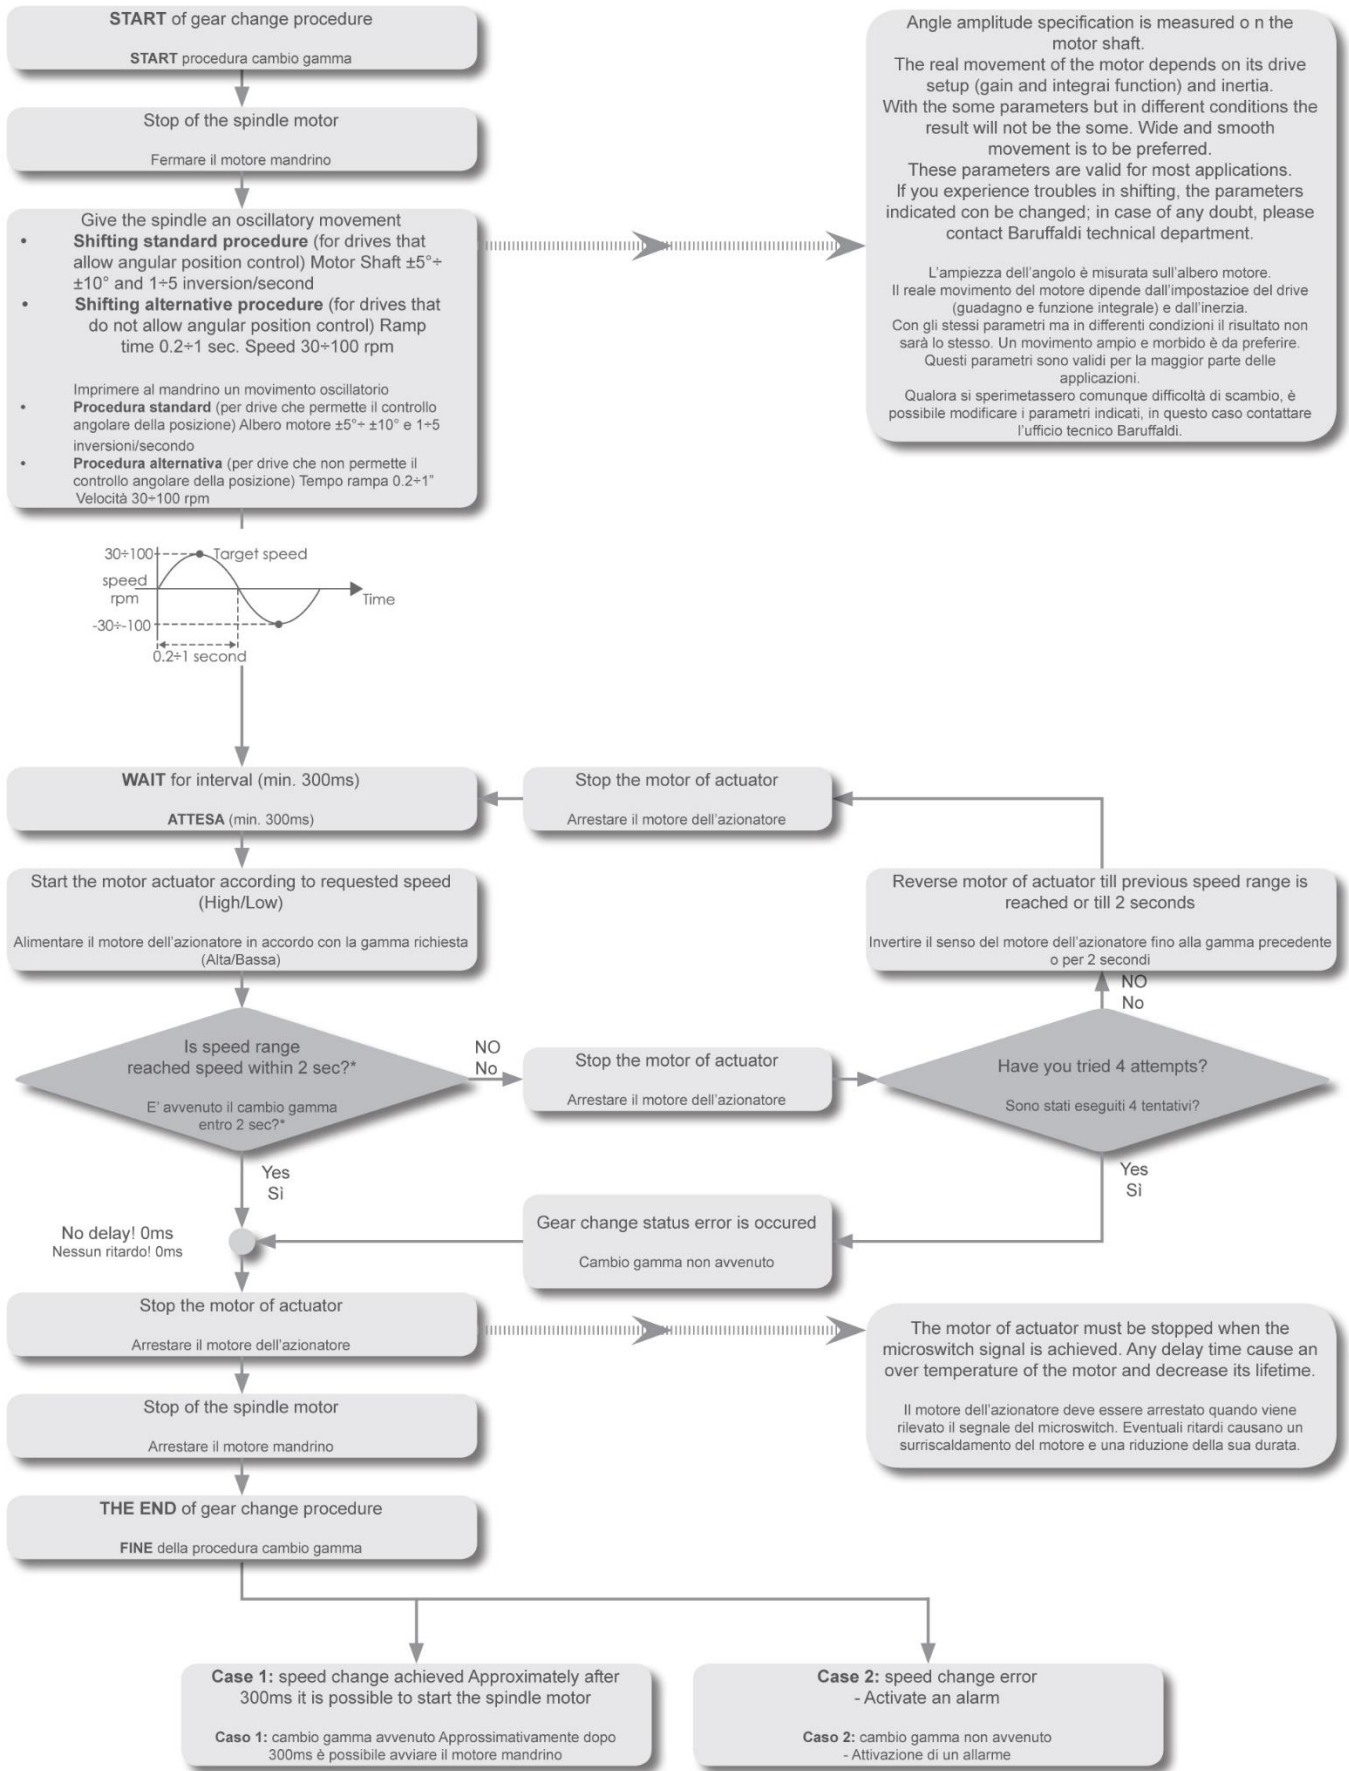 START of gear change procedure
START procedura cambio gamma
Stop of the spindle motor
Fermare il motore mandrino
Give the spindle an oscillatory movement
• Shifting standard procedure (for drives that
allow angular position control) Motor Shaft ±5°÷
±10° and 1÷5 inversion/second
• Shifting alternative procedure (for drives that
do not allow angular position control) Ramp
time 0.2÷1 sec. Speed 30÷100 rpm
Imprimere al mandrino un movimento oscillatorio
• Procedura standard (per drive che permette il controllo
angolare della posizione) Albero motore ±5°÷ ±10° e 1÷5
inversioni/secondo
• Procedura alternativa (per drive che non permette il
controllo angolare della posizione) Tempo rampa 0.2÷1”
Velocità 30÷100 rpm
Angle amplitude specification is measured o n the
motor shaft.
The real movement of the motor depends on its drive
setup (gain and integrai function) and inertia.
With the some parameters but in different conditions the
result will not be the some. Wide and smooth
movement is to be preferred.
These parameters are valid for most applications.
If you experience troubles in shifting, the parameters
indicated con be changed; in case of any doubt, please
contact Baruffaldi technical department.
L’ampiezza dell’angolo è misurata sull’albero motore.
Il reale movimento del motore dipende dall’impostazioe del drive
(guadagno e funzione integrale) e dall’inerzia.
Con gli stessi parametri ma in differenti condizioni il risultato non
sarà lo stesso. Un movimento ampio e morbido è da preferire.
Questi parametri sono validi per la maggior parte delle
applicazioni.
Qualora si sperimetassero comunque difficoltà di scambio, è
possibile modificare i parametri indicati, in questo caso contattare
l’ufficio tecnico Baruffaldi.
30÷100
Target speed
speed
rpm
Time
-30÷-100
0.2÷1 second
WAIT for interval (min. 300ms)
ATTESA (min. 300ms)
Stop the motor of actuator
Arrestare il motore dell’azionatore
Start the motor actuator according to requested speed
(High/Low)
Alimentare il motore dell’azionatore in accordo con la gamma richiesta
(Alta/Bassa)
Reverse motor of actuator till previous speed range is
reached or till 2 seconds
Invertire il senso del motore dell’azionatore fino alla gamma precedente
o per 2 secondi
NO
No
Is speed range
reached speed within 2 sec?*
E’ avvenuto il cambio gamma
entro 2 sec?*
NO
No
Stop the motor of actuator
Arrestare il motore dell’azionatore
Have you tried 4 attempts?
Sono stati eseguiti 4 tentativi?
Yes
Sì
Yes
Sì
No delay! 0ms
Nessun ritardo! 0ms
Gear change status error is occured
Cambio gamma non avvenuto
Stop the motor of actuator
Arrestare il motore dell’azionatore
The motor of actuator must be stopped when the
microswitch signal is achieved. Any delay time cause an
over temperature of the motor and decrease its lifetime.
Il motore dell’azionatore deve essere arrestato quando viene
rilevato il segnale del microswitch. Eventuali ritardi causano un
surriscaldamento del motore e una riduzione della sua durata.
Stop of the spindle motor
Arrestare il motore mandrino
THE END of gear change procedure
FINE della procedura cambio gamma
Case 1: speed change achieved Approximately after
300ms it is possible to start the spindle motor
Caso 1: cambio gamma avvenuto Approssimativamente dopo
300ms è possibile avviare il motore mandrino
Case 2: speed change error
- Activate an alarm
Caso 2: cambio gamma non avvenuto
- Attivazione di un allarme